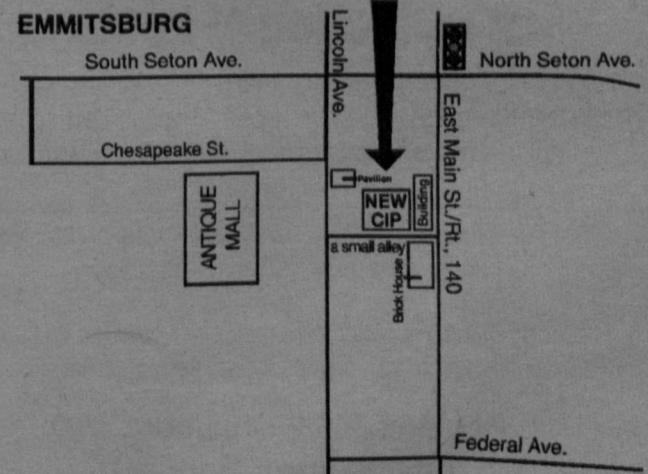 EMMITSBURG
South Seton Ave.
Lincoln Ave.
North Seton Ave.
East Main St./Rt., 140
Chesapeake St.
Pavilion
NEW
CIP
Building
ANTIQUE
MALL
a small alley
Brick House
Federal Ave.